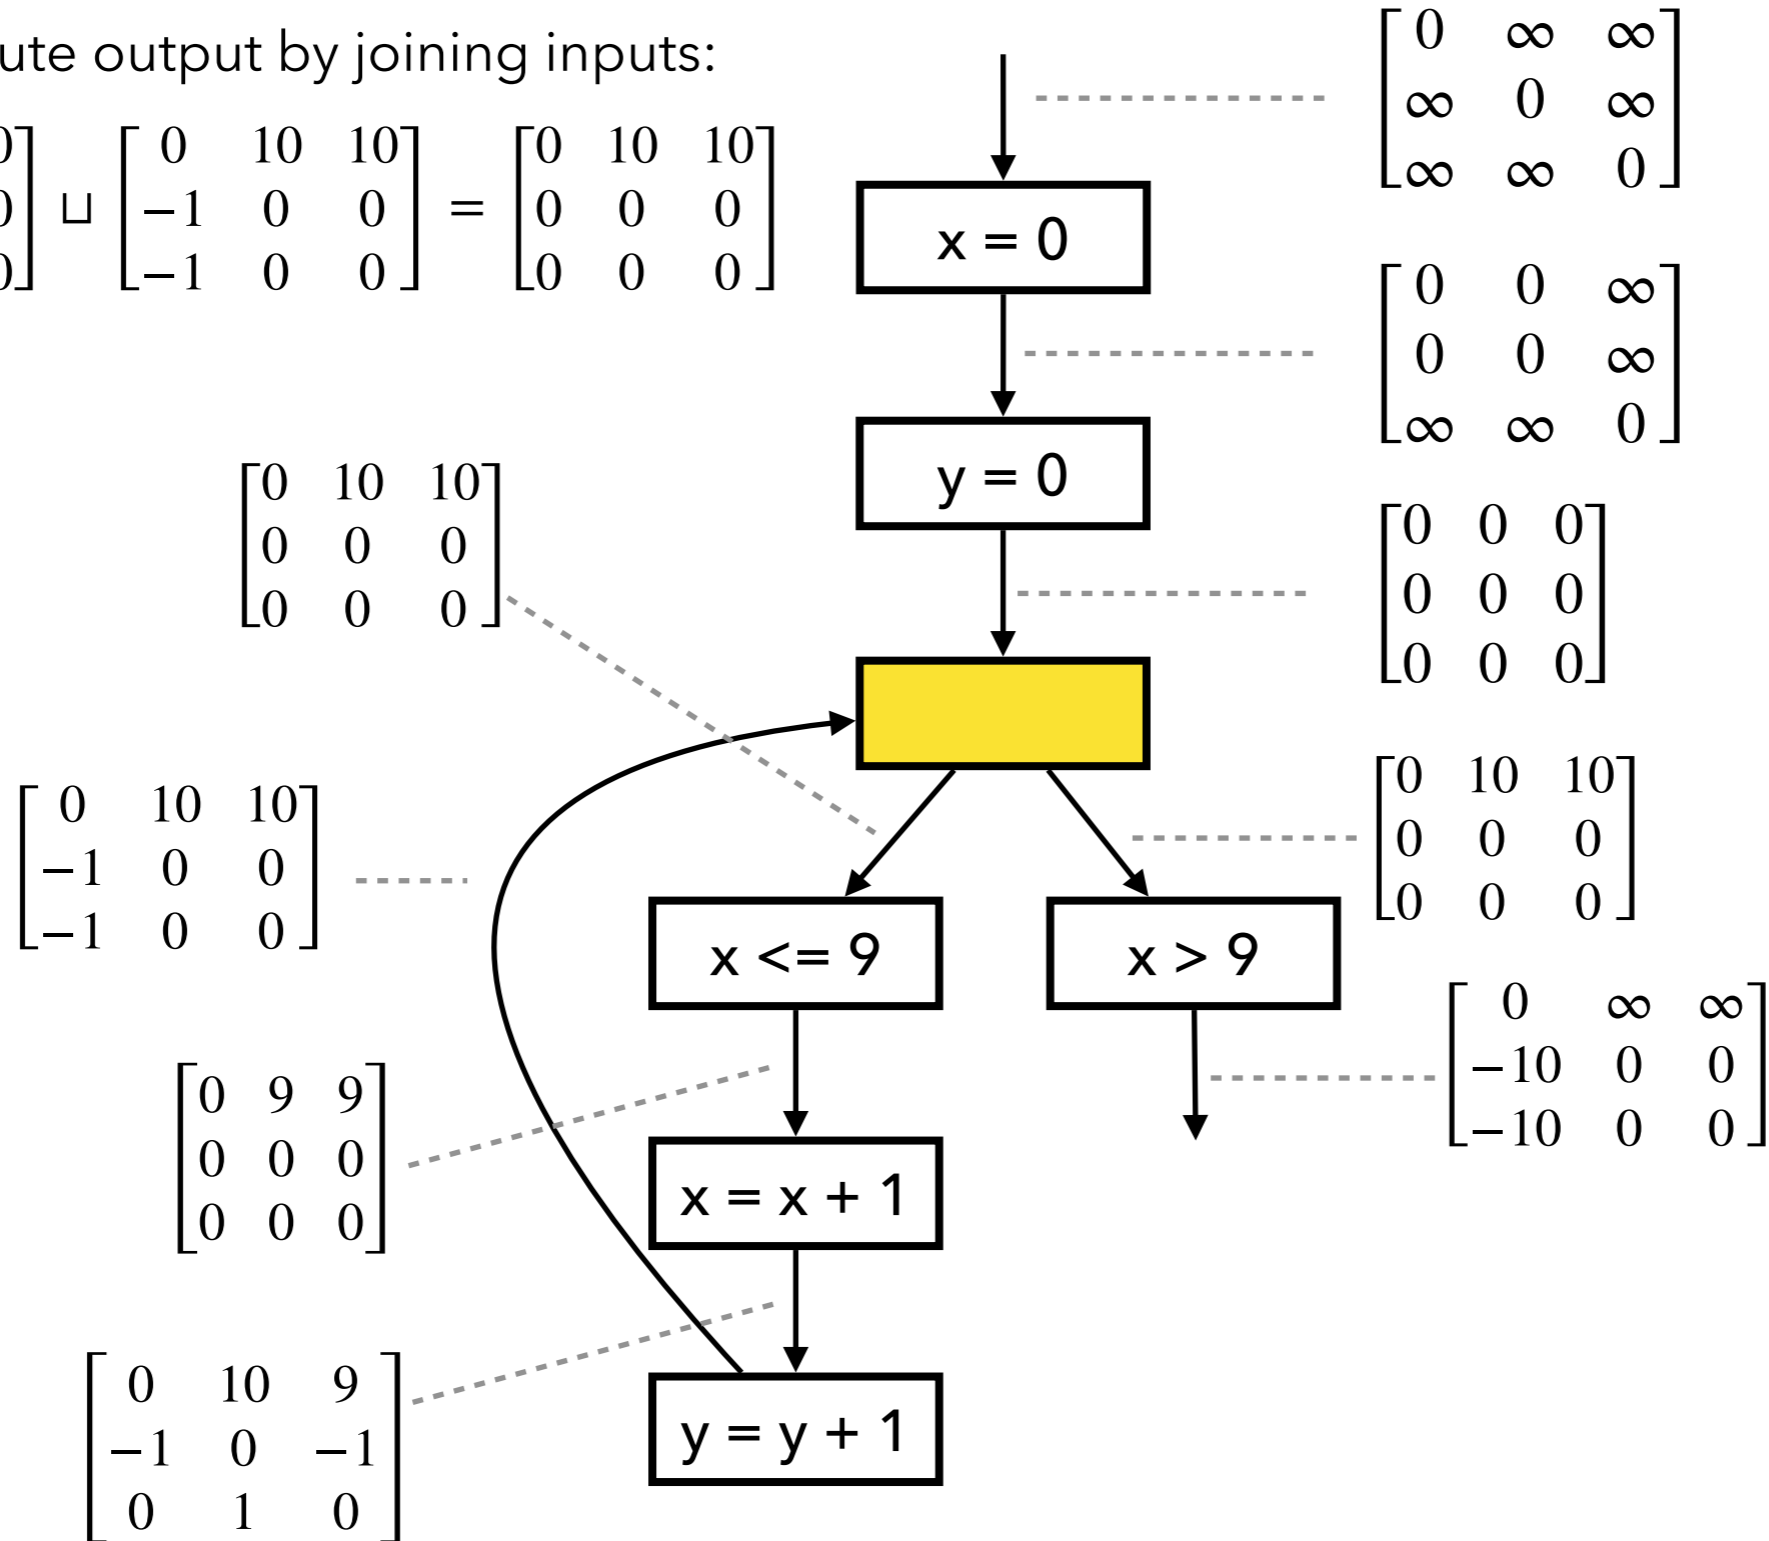 ute output by joining inputs:
0] ⊔ [0 10 10] = [0 10 10]
0] [−1 0 0] [0 0 0]
0] [−1 0 0] [0 0 0]
[0 ∞ ∞]
[∞ 0 ∞]
[∞ ∞ 0]
x = 0
[0 0 ∞]
[0 0 ∞]
[∞ ∞ 0]
y = 0
[0 10 10]
[0 0 0]
[0 0 0]
[0 0 0]
[0 0 0]
[0 0 0]
[0 10 10]
[−1 0 0]
[−1 0 0]
[0 10 10]
[0 0 0]
[0 0 0]
x <= 9
x > 9
[0 ∞ ∞]
[−10 0 0]
[−10 0 0]
[0 9 9]
[0 0 0]
[0 0 0]
x = x + 1
[0 10 9]
[−1 0 −1]
[0 1 0]
y = y + 1